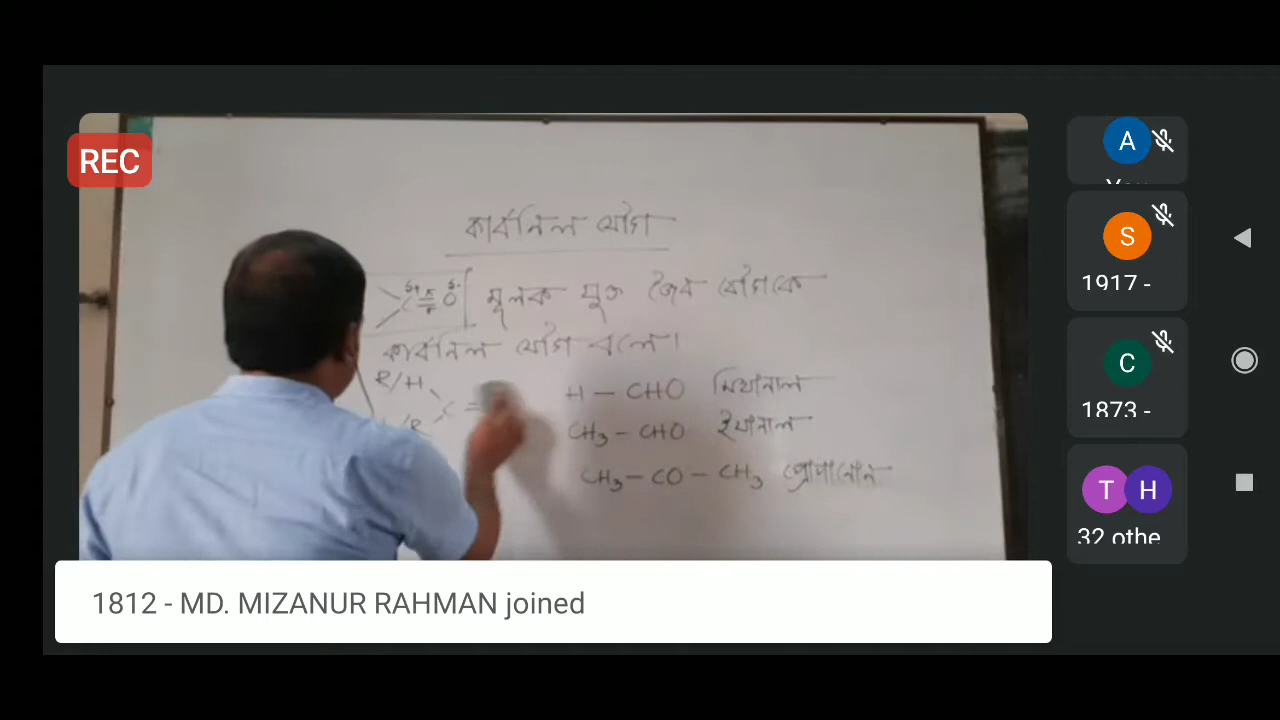 REC
কার্বনিল যৌগ
C = O মূলক যুক্ত জৈব যৌগকে
কার্বনিল যৌগ বলে।
R/H
C =
H — CHO মিথানাল
CH₃ — CHO ইথানাল
CH₃ — CO — CH₃ প্রোপানোন
A
S
1917 -
C
1873 -
T H
32 othe
1812 - MD. MIZANUR RAHMAN joined